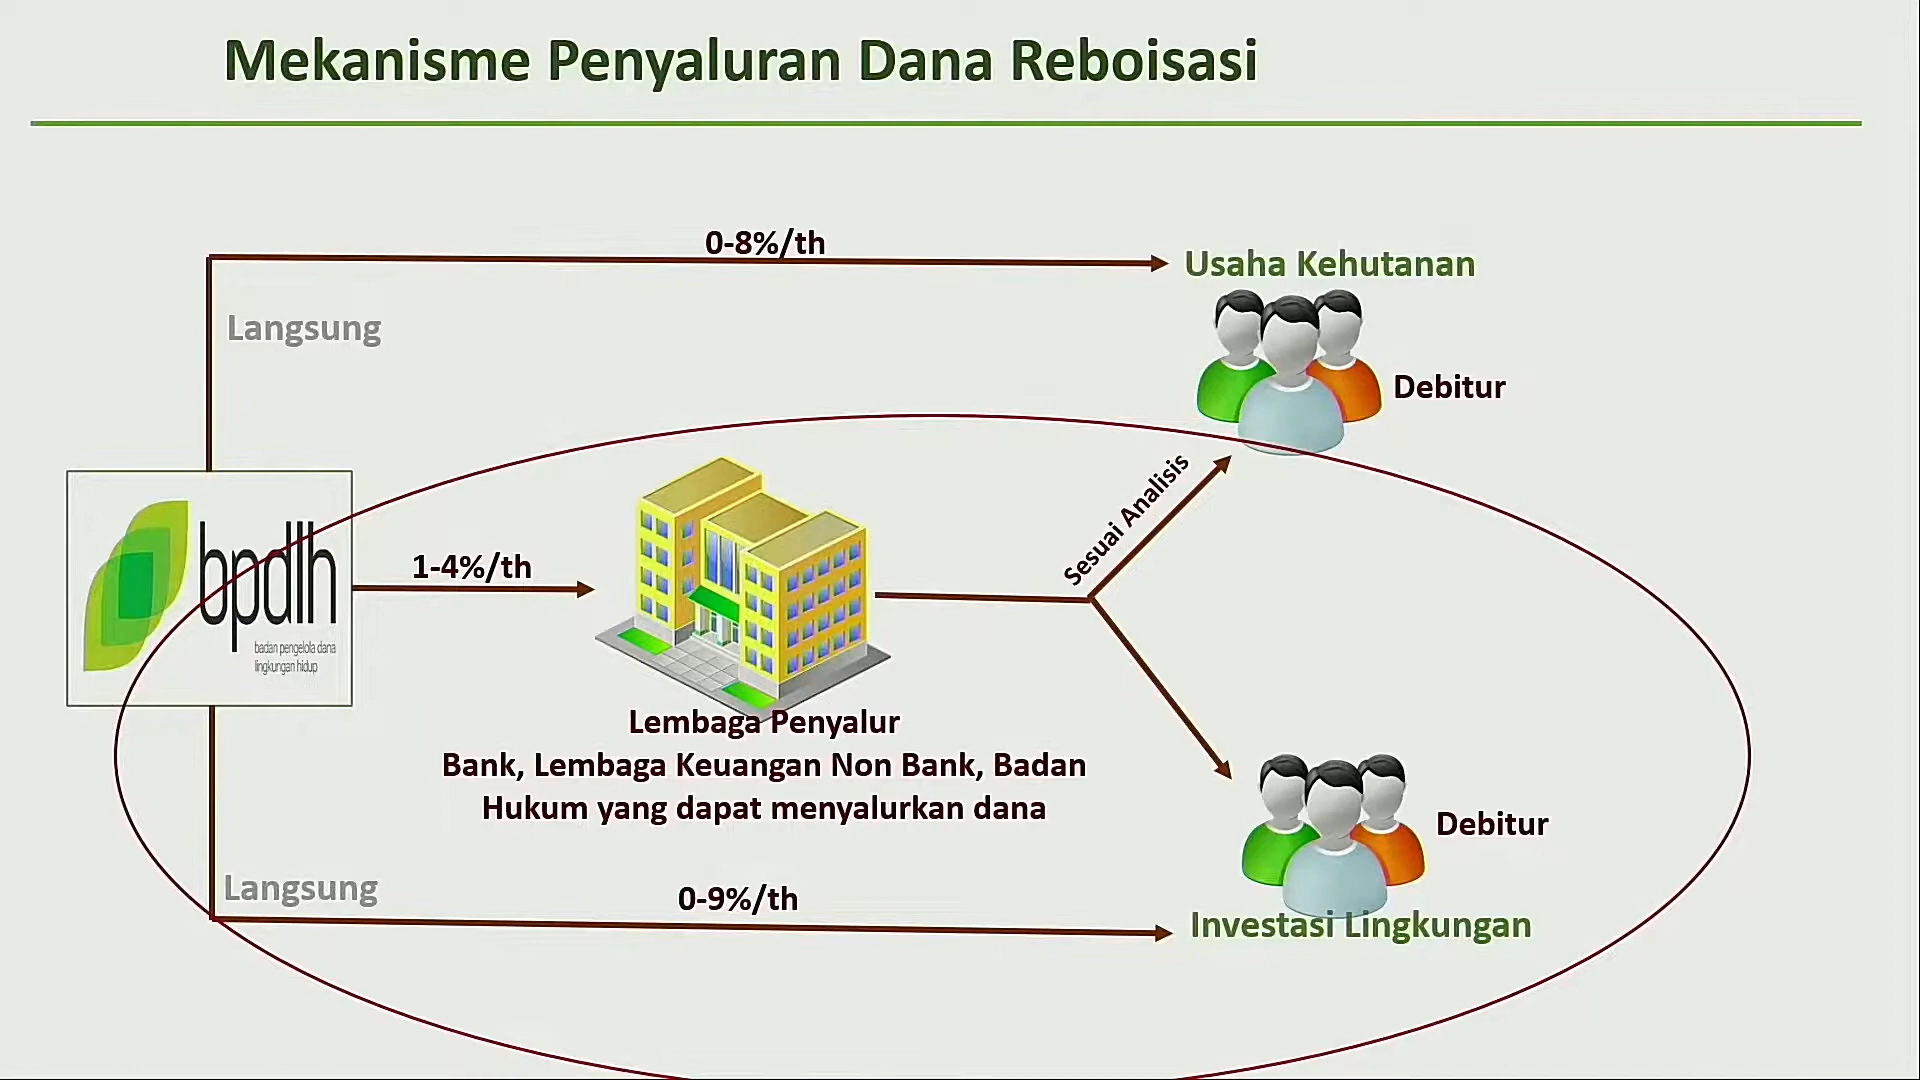 Mekanisme Penyaluran Dana Reboisasi
0-8%/th
Usaha Kehutanan
Langsung
Debitur
Sesuai Analisis
bpdlh
badan pengelola dana
lingkungan hidup
1-4%/th
Lembaga Penyalur
Bank, Lembaga Keuangan Non Bank, Badan
Hukum yang dapat menyalurkan dana
Debitur
Langsung
0-9%/th
Investasi Lingkungan